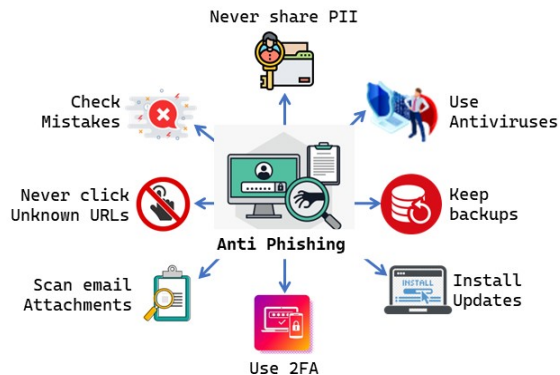 Never share PII
Check
Mistakes
Use
Antiviruses
Never click
Unknown URLs
Keep
backups
Anti Phishing
Scan email
Attachments
INSTALL
Install
Updates
Use 2FA